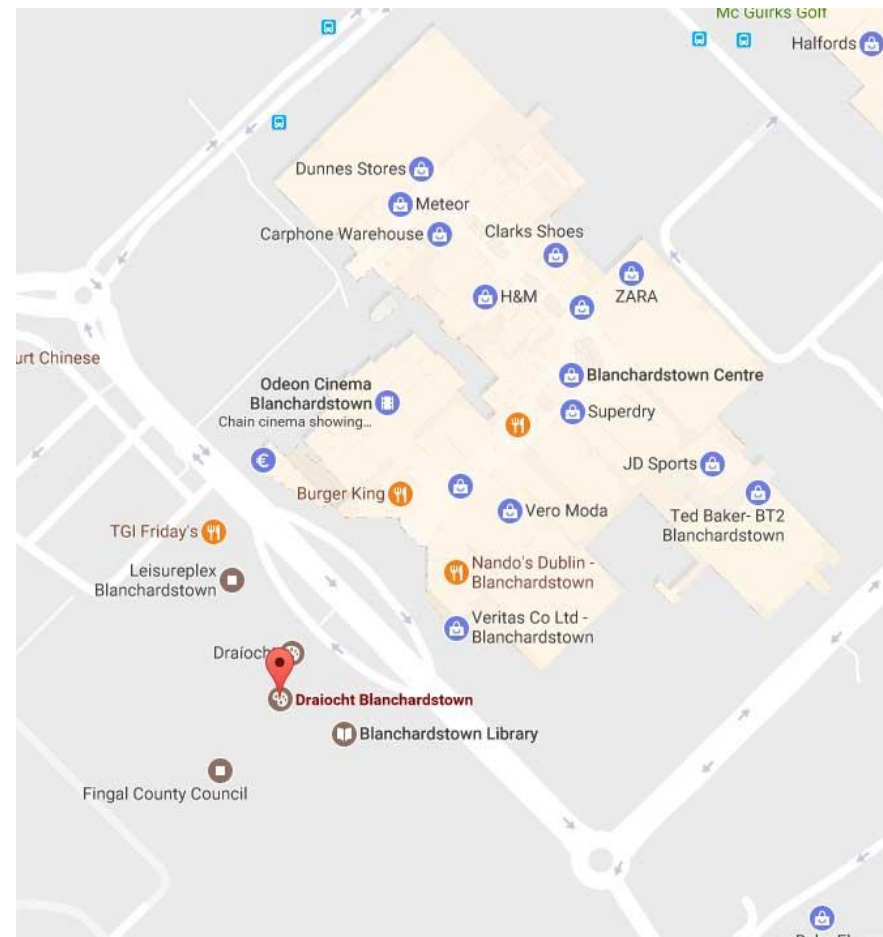 Mc Guirks Golf
Halfords
Dunnes Stores
Meteor
Carphone Warehouse
Clarks Shoes
H&M
ZARA
urt Chinese
Odeon Cinema
Blanchardstown
Chain cinema showing...
Blanchardstown Centre
Superdry
€
JD Sports
Burger King
Vero Moda
Ted Baker- BT2
Blanchardstown
TGI Friday's
Leisureplex
Blanchardstown
Nando's Dublin -
Blanchardstown
Veritas Co Ltd -
Blanchardstown
Draíocht
Draiocht Blanchardstown
Blanchardstown Library
Fingal County Council